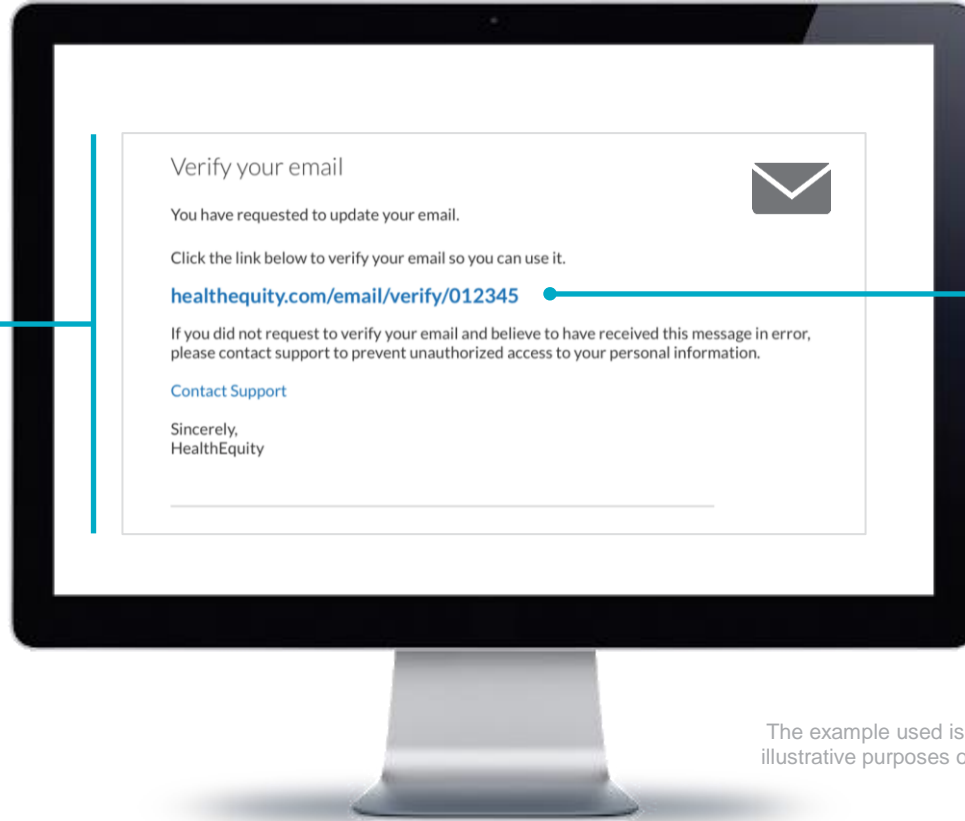 Verify your email
You have requested to update your email.
Click the link below to verify your email so you can use it.
healthequity.com/email/verify/012345
If you did not request to verify your email and believe to have received this message in error,
please contact support to prevent unauthorized access to your personal information.
Contact Support
Sincerely,
HealthEquity
The example used is
illustrative purposes